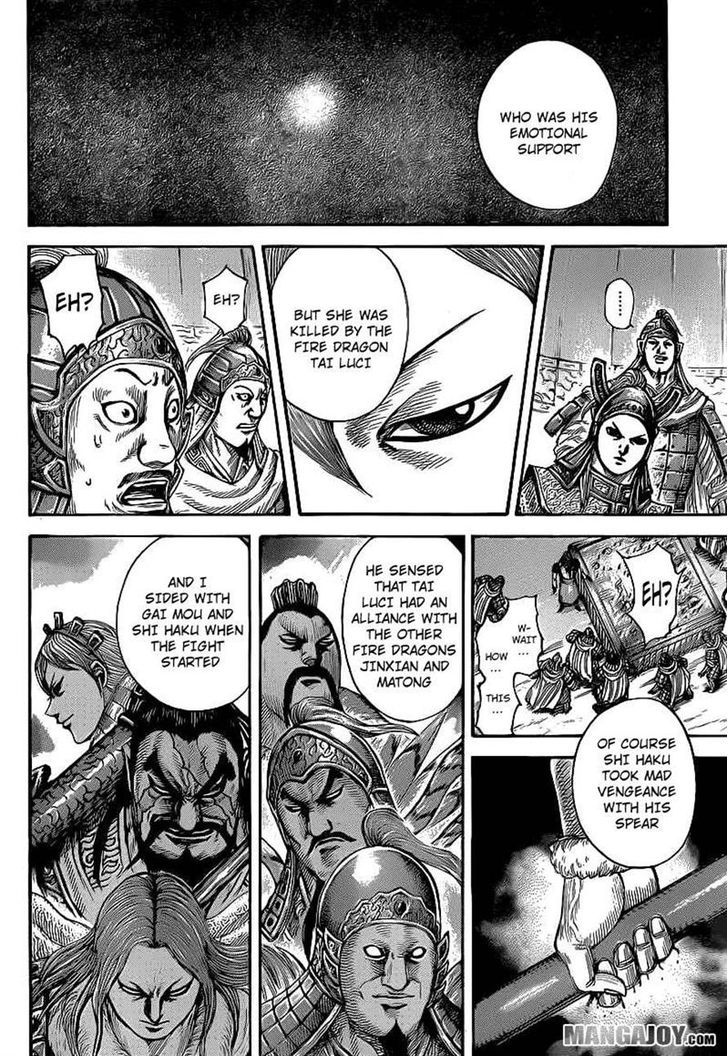 WHO WAS HIS
EMOTIONAL
SUPPORT
......
BUT SHE WAS
KILLED BY THE
FIRE DRAGON
TAI LUCI
EH?
EH?
EH?
W-
WAIT
...
HOW
...
THIS
...
OF COURSE
SHI HAKU
TOOK MAD
VENGEANCE
WITH HIS
SPEAR
HE SENSED
THAT TAI
LUCI HAD AN
ALLIANCE WITH
THE OTHER
FIRE DRAGONS
JINXIAN AND
MATONG
AND I
SIDED WITH
GAI MOU AND
SHI HAKU WHEN
THE FIGHT
STARTED
MANGAJOY.COM